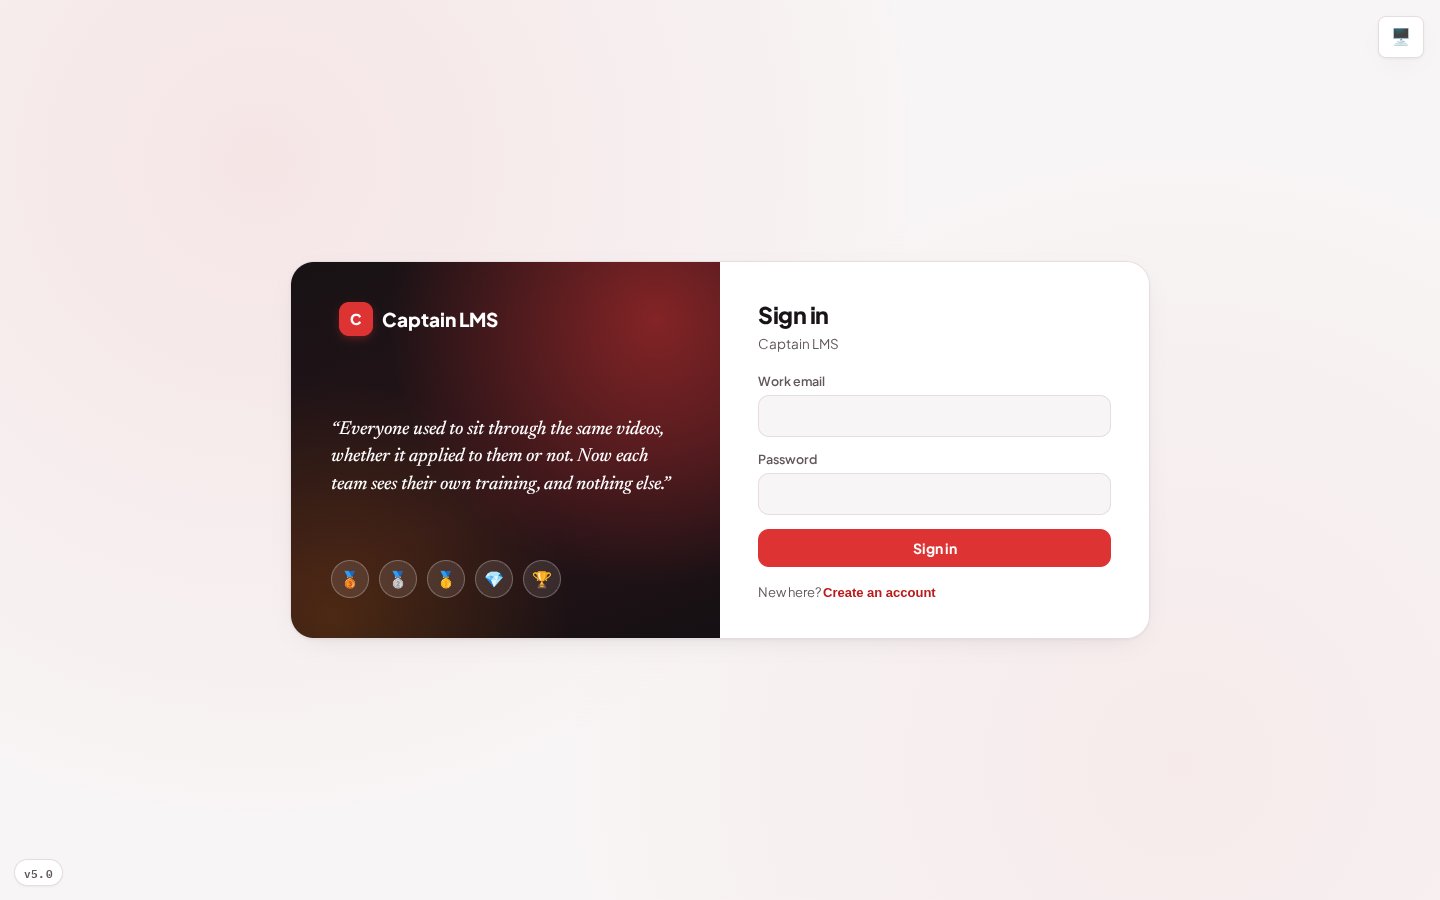 C Captain LMS
“Everyone used to sit through the same videos,
whether it applied to them or not. Now each
team sees their own training, and nothing else.”
Sign in
Captain LMS
Work email
Password
Sign in
New here? Create an account
v5.0